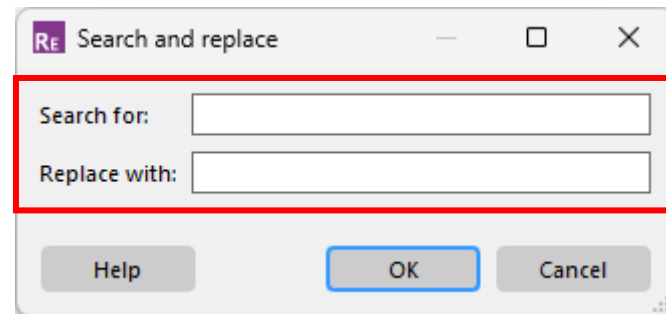 RE Search and replace
Search for:
Replace with:
Help OK Cancel